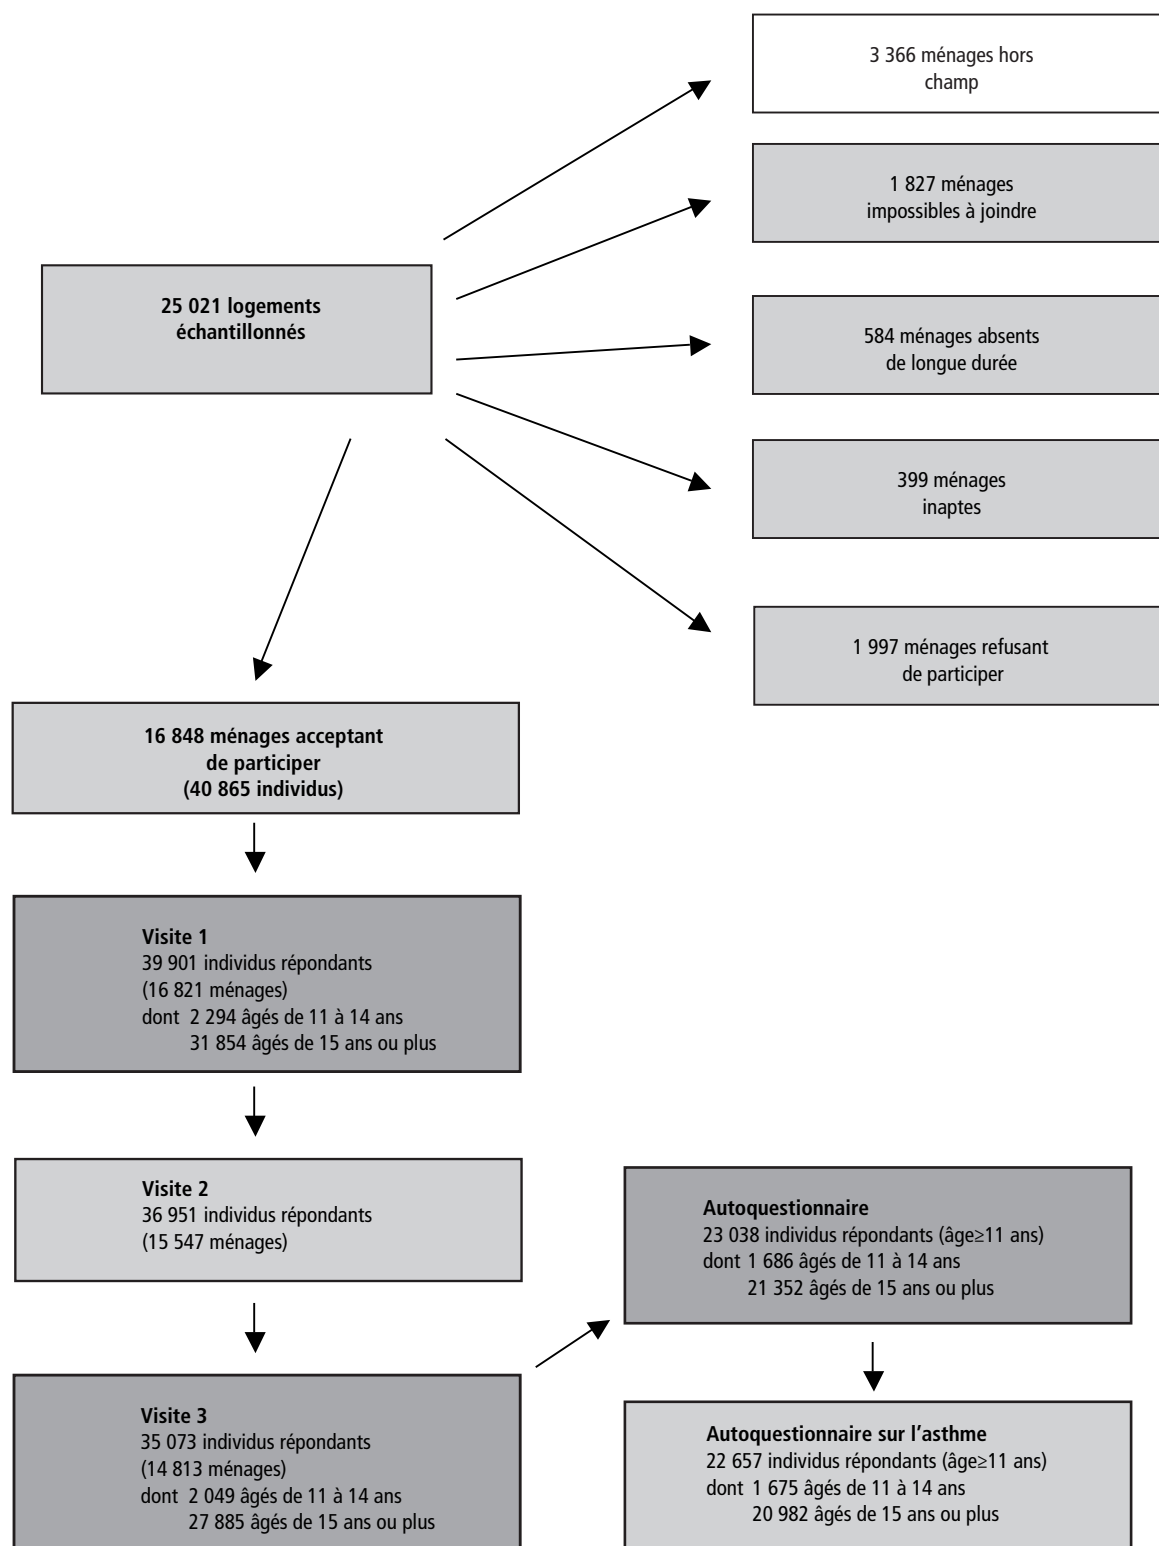 3 366 ménages hors
champ
1 827 ménages
impossibles à joindre
25 021 logements
échantillonnés
584 ménages absents
de longue durée
399 ménages
inaptes
1 997 ménages refusant
de participer
16 848 ménages acceptant
de participer
(40 865 individus)
Visite 1
39 901 individus répondants
(16 821 ménages)
dont 2 294 âgés de 11 à 14 ans
31 854 âgés de 15 ans ou plus
Visite 2
36 951 individus répondants
(15 547 ménages)
Visite 3
35 073 individus répondants
(14 813 ménages)
dont 2 049 âgés de 11 à 14 ans
27 885 âgés de 15 ans ou plus
Autoquestionnaire
23 038 individus répondants (âge≥11 ans)
dont 1 686 âgés de 11 à 14 ans
21 352 âgés de 15 ans ou plus
Autoquestionnaire sur l'asthme
22 657 individus répondants (âge≥11 ans)
dont 1 675 âgés de 11 à 14 ans
20 982 âgés de 15 ans ou plus